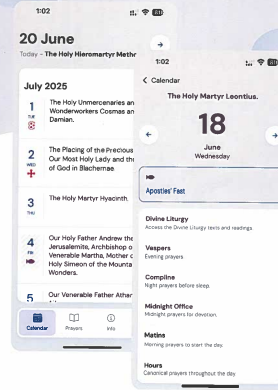 1:02
20 June
Today – The Holy Hieromartyr Methr
July 2025
1
TUE
The Holy Unmercenaries an
Wonderworkers Cosmas an
Damian.
2
WED
The Placing of the Precious
Our Most Holy Lady and the
of God in Blachernae.
3
THU
The Holy Martyr Hyacinth.
4
FRI
Our Holy Father Andrew the
Jerusalemite, Archbishop o
Venerable Martha, Mother o
Holy Simeon of the Mounta
Wonders.
5
Our Venerable Father Athar
Calendar
Prayers
Info
1:02
Calendar
The Holy Martyr Leontius.
18
June
Wednesday
Apostles' Fast
Divine Liturgy
Access the Divine Liturgy texts and readings
Vespers
Evening prayers.
Compline
Night prayers before sleep.
Midnight Office
Midnight prayers for devotion.
Matins
Morning prayers to start the day.
Hours
Canonical prayers throughout the day